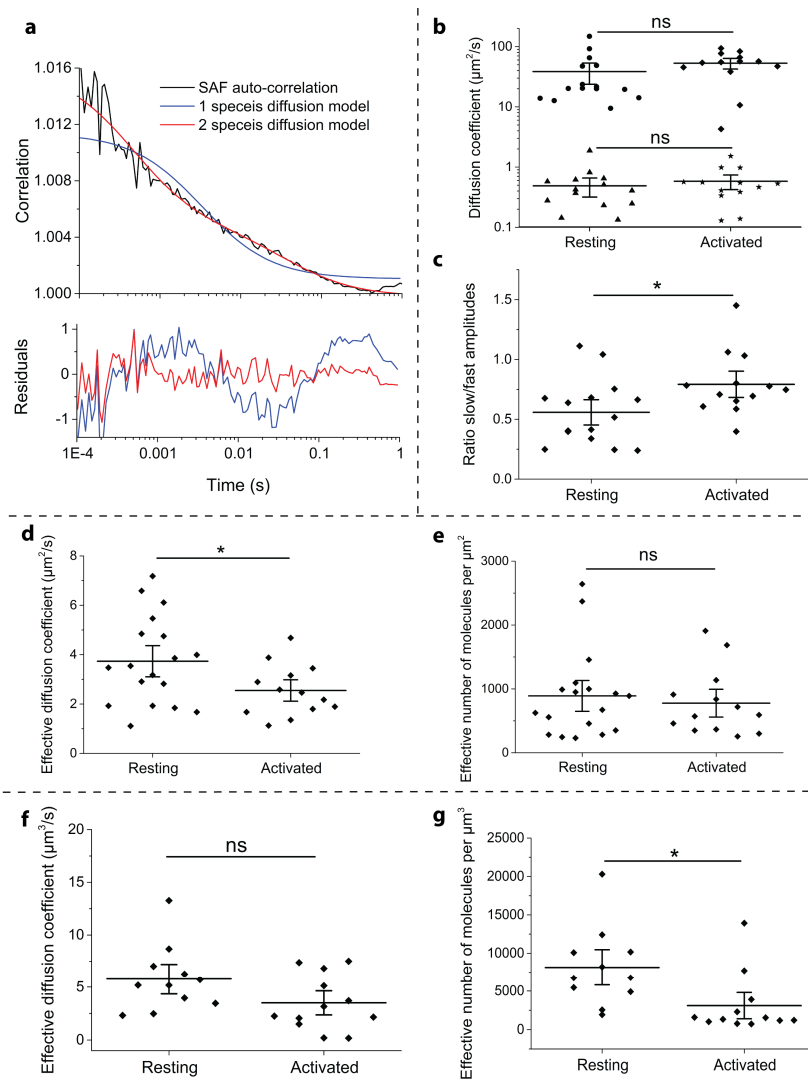 a
1.016
1.012
1.008
1.004
1.000
Correlation
SAF auto-correlation
1 speceis diffusion model
2 speceis diffusion model
1
0
-1
Residuals
1E-4 0.001 0.01 0.1 1
Time (s)
b
100
10
1
0.1
Diffusion coefficient (µm²/s)
ns
ns
Resting Activated
c
1.5
1.0
0.5
0.0
Ratio slow/fast amplitudes
*
Resting Activated
d
8
6
4
2
0
Effective diffusion coefficient (µm²/s)
*
Resting Activated
e
3000
2000
1000
0
Effective number of molecules per µm²
ns
Resting Activated
f
20
15
10
5
0
Effective diffusion coefficient (µm³/s)
ns
Resting Activated
g
25000
20000
15000
10000
5000
0
Effective number of molecules per µm³
*
Resting Activated